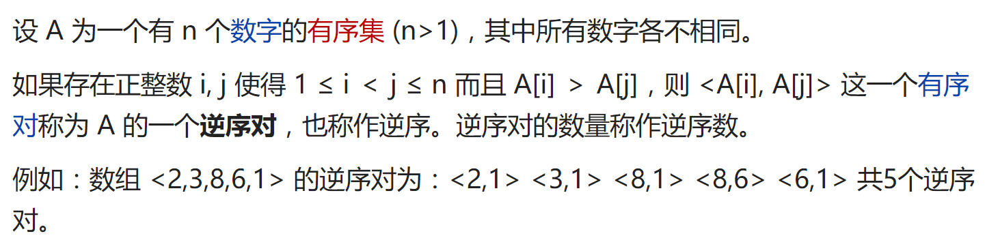 设 A 为一个有 n 个数字的有序集 (n>1)，其中所有数字各不相同。
如果存在正整数 i, j 使得 1 ≤ i < j ≤ n 而且 A[i] > A[j]，则 <A[i], A[j]> 这一个有序
对称为 A 的一个逆序对，也称作逆序。逆序对的数量称作逆序数。
例如：数组 <2,3,8,6,1> 的逆序对为：<2,1> <3,1> <8,1> <8,6> <6,1> 共5个逆序
对。